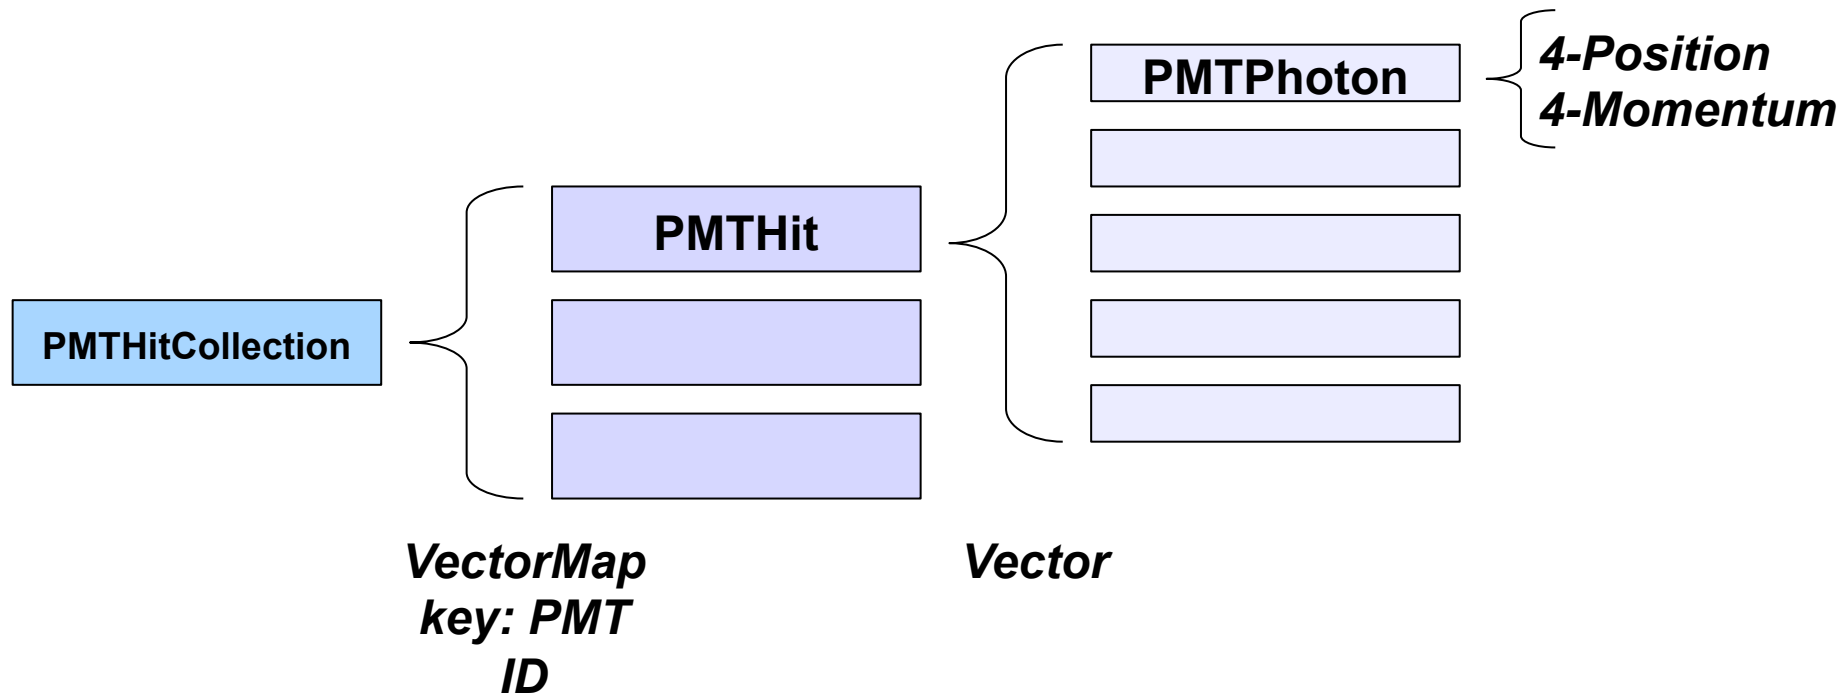 PMTHitCollection
PMTHit
PMTPhoton
4-Position
4-Momentum
VectorMap
key: PMT
ID
Vector